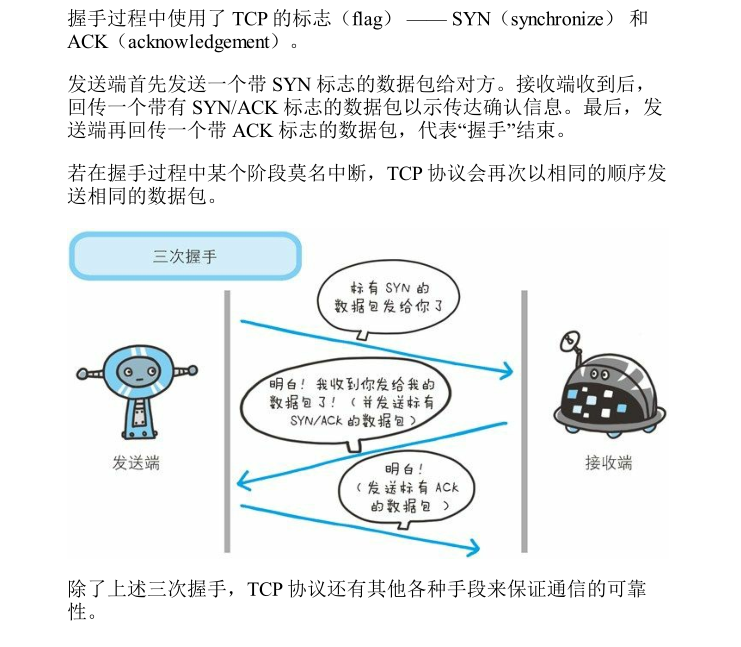 握手过程中使用了 TCP 的标志（flag） —— SYN（synchronize） 和
ACK（acknowledgement）。
发送端首先发送一个带 SYN 标志的数据包给对方。接收端收到后，
回传一个带有 SYN/ACK 标志的数据包以示传达确认信息。最后，发
送端再回传一个带 ACK 标志的数据包，代表“握手”结束。
若在握手过程中某个阶段莫名中断，TCP 协议会再次以相同的顺序发
送相同的数据包。
三次握手
标有 SYN 的
数据包发给你了
明白！我收到你发给我的
数据包了！（并发送标有
SYN/ACK 的数据包）
明白！
（发送标有 ACK
的数据包 ）
发送端
接收端
除了上述三次握手，TCP 协议还有其他各种手段来保证通信的可靠
性。